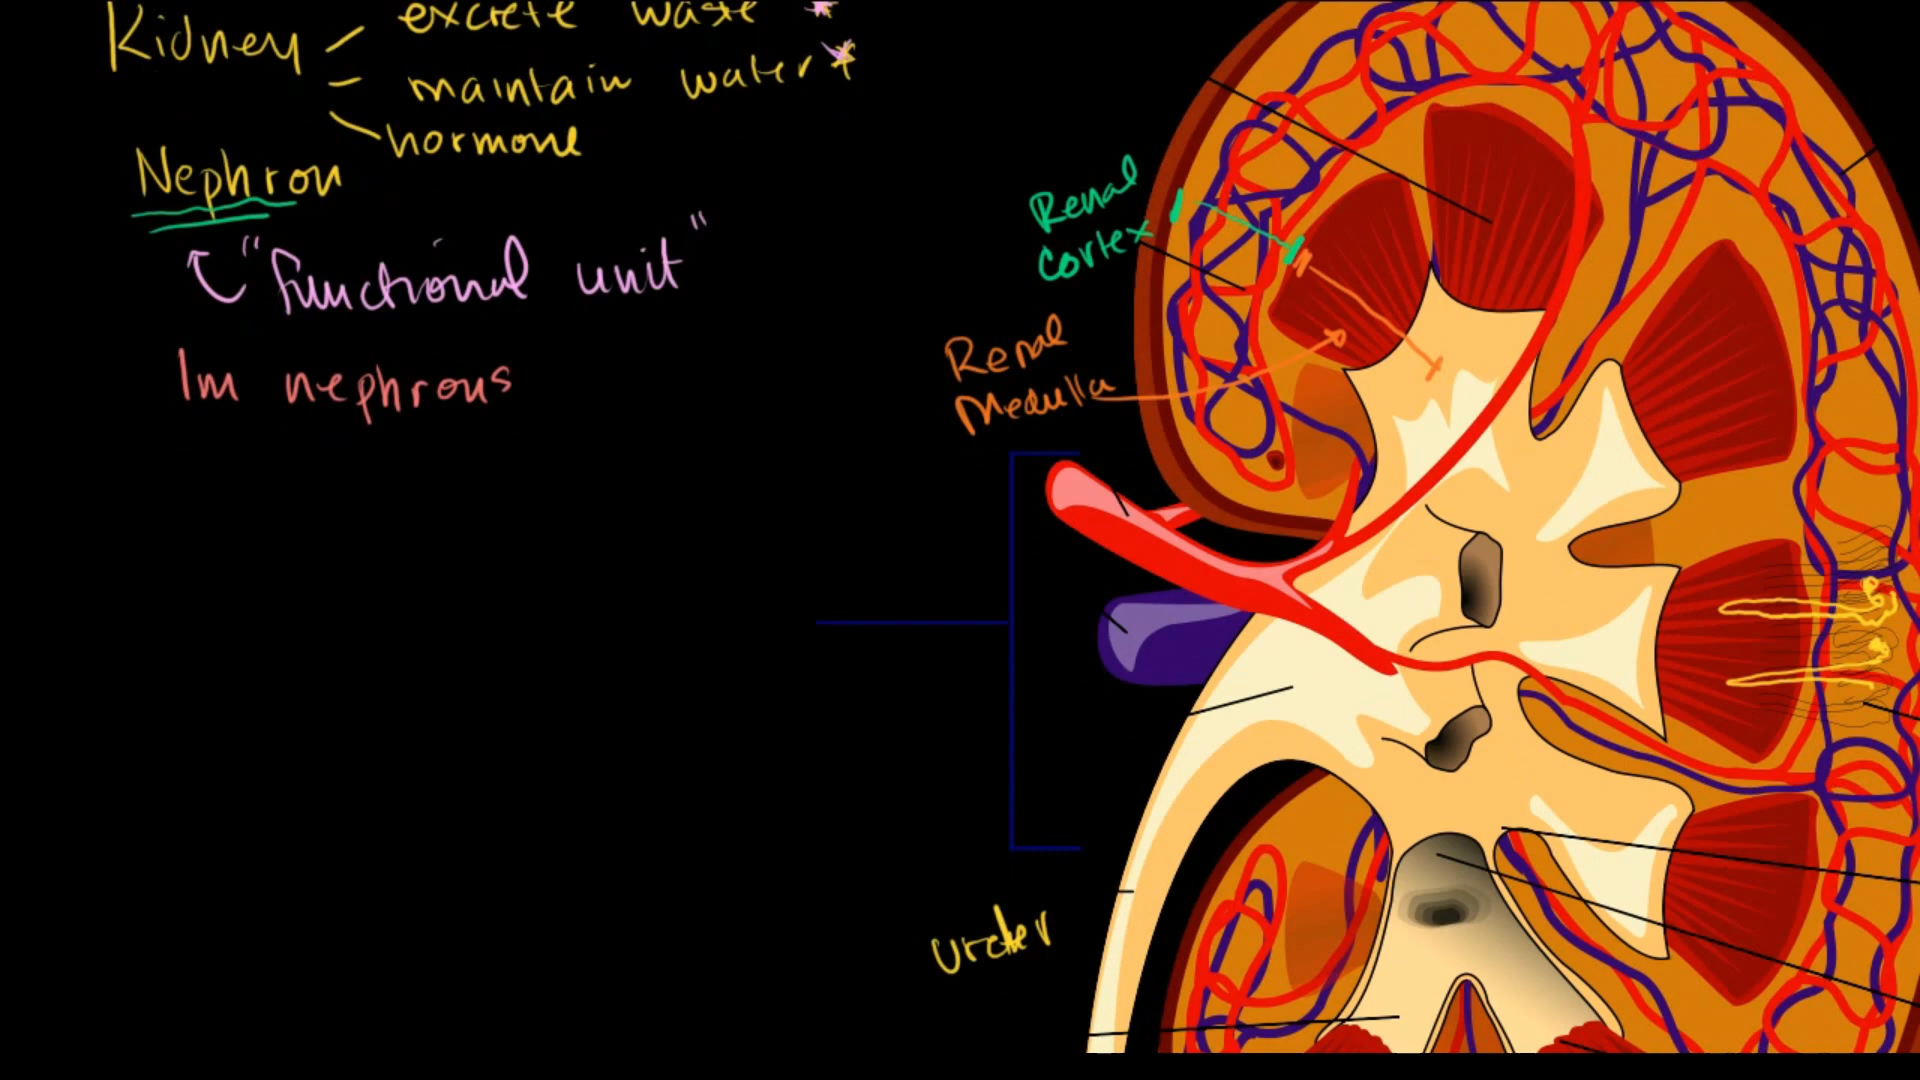 Kidney
excrete waste *
maintain water *
hormone
Nephron
"functional unit"
1m nephrons
Renal
Cortex
Renal
Medulla
Ureter